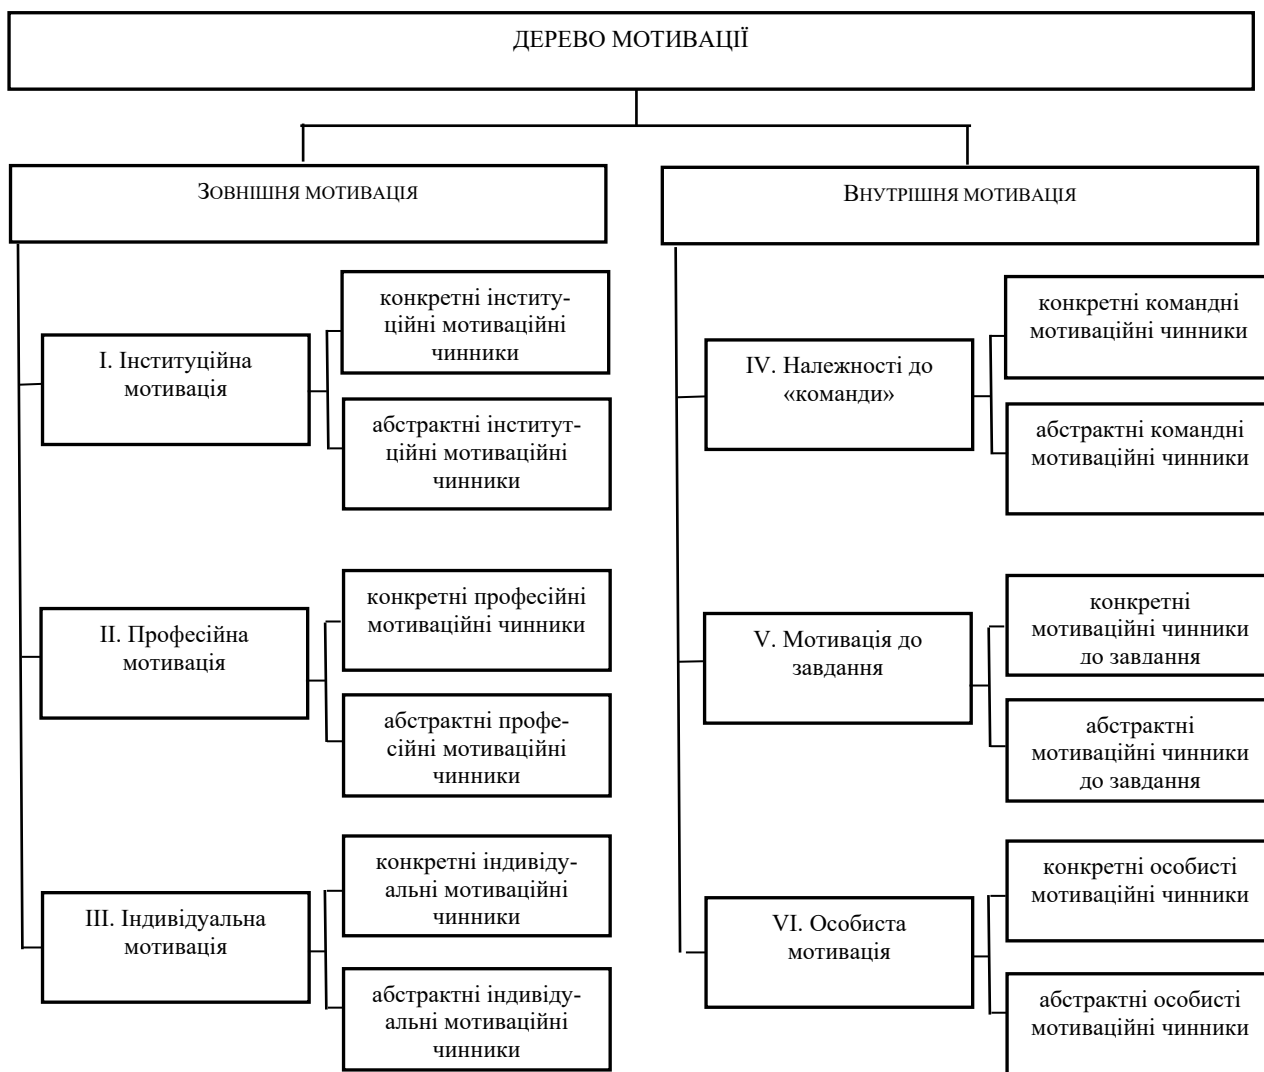 ДЕРЕВО МОТИВАЦІЇ
ЗОВНІШНЯ МОТИВАЦІЯ
конкретні інститу-
ційні мотиваційні
чинники
І. Інституційна
мотивація
абстрактні інститут-
ційні мотиваційні
чинники
конкретні професійні
мотиваційні чинники
ІІ. Професійна
мотивація
абстрактні профе-
сійні мотиваційні
чинники
конкретні індивіду-
альні мотиваційні
чинники
ІІІ. Індивідуальна
мотивація
абстрактні індивіду-
альні мотиваційні
чинники
ВНУТРІШНЯ МОТИВАЦІЯ
конкретні командні
мотиваційні чинники
IV. Належності до
«команди»
абстрактні командні
мотиваційні чинники
конкретні
мотиваційні чинники
до завдання
V. Мотивація до
завдання
абстрактні
мотиваційні чинники
до завдання
конкретні особисті
мотиваційні чинники
VI. Особиста
мотивація
абстрактні особисті
мотиваційні чинники